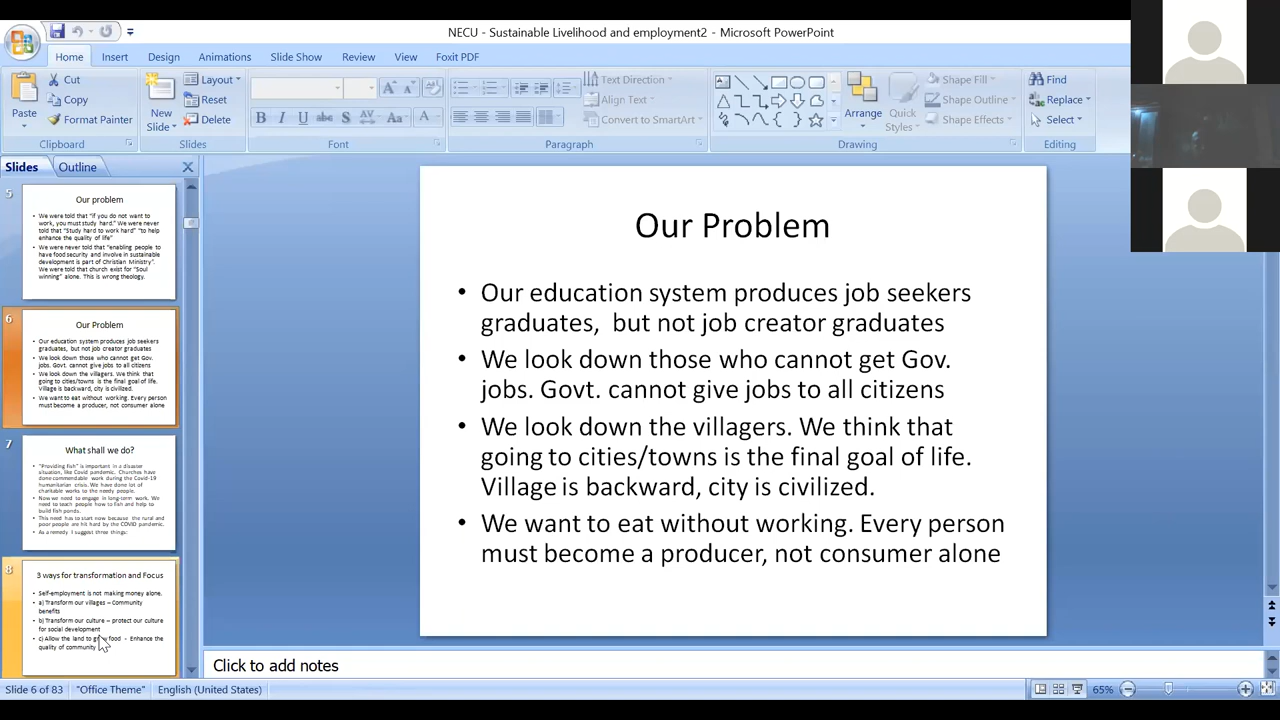 NECU - Sustainable Livelihood and employment2 - Microsoft PowerPoint
Home Insert Design Animations Slide Show Review View Foxit PDF
Paste
Cut
Copy
Format Painter
Clipboard
New Slide
Layout
Reset
Delete
Slides
B I U abc S AV Aa A
Font
Paragraph
Text Direction
Align Text
Convert to SmartArt
Arrange
Quick Styles
Shape Fill
Shape Outline
Shape Effects
Drawing
Find
Replace
Select
Editing
Slides Outline
5
Our problem
• We were told that "if you do not want to
work, you must study hard." We were never
told that "Study hard to work hard" "to help
enhance the quality of life"
• We were never told that "enabling people to
have food security and involve in sustainable
development is part of Christian Ministry".
We were told that church exist for "Soul
winning" alone. This is wrong theology.
6
Our Problem
• Our education system produces job seekers
graduates, but not job creator graduates
• We look down those who cannot get Gov.
jobs. Govt. cannot give jobs to all citizens
• We look down the villagers. We think that
going to cities/towns is the final goal of life.
Village is backward, city is civilized.
• We want to eat without working. Every person
must become a producer, not consumer alone
7
What shall we do?
• "Providing fish" is important in a disaster
situation, like Covid pandemic. Churches have
done commendable work during the Covid-19
humanitarian crisis. We have done lot of
charitable works to the needy people.
• Now we need to engage in long-term work. We
need to teach people how to fish and help to
build fish ponds.
• This need has to start now because the rural and
poor people are hit hard by the COVID pandemic.
• As a remedy I suggest three things:
8
3 ways for transformation and Focus
• Self-employment is not making money alone.
• a) Transform our villages – Community
benefits
• b) Transform our culture – protect our culture
for social development
• c) Allow the land to grow food - Enhance the
quality of community
Our Problem
• Our education system produces job seekers
graduates, but not job creator graduates
• We look down those who cannot get Gov.
jobs. Govt. cannot give jobs to all citizens
• We look down the villagers. We think that
going to cities/towns is the final goal of life.
Village is backward, city is civilized.
• We want to eat without working. Every person
must become a producer, not consumer alone
Click to add notes
Slide 6 of 83 "Office Theme" English (United States) 65%